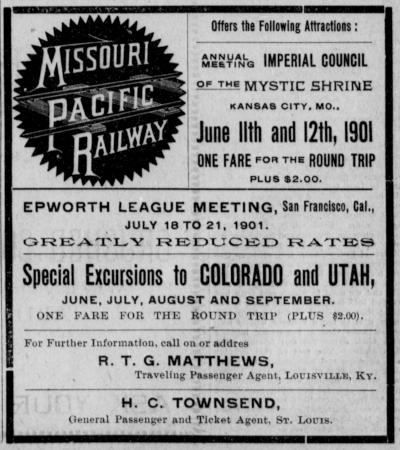 MISSOURI
PACIFIC
RAILWAY
Offers the Following Attractions:
ANNUAL MEETING IMPERIAL COUNCIL
OF THE MYSTIC SHRINE
KANSAS CITY, MO.,
June 11th and 12th, 1901
ONE FARE FOR THE ROUND TRIP
PLUS $2.00.
EPWORTH LEAGUE MEETING, San Francisco, Cal.,
JULY 18 TO 21, 1901.
GREATLY REDUCED RATES
Special Excursions to COLORADO and UTAH,
JUNE, JULY, AUGUST AND SEPTEMBER.
ONE FARE FOR THE ROUND TRIP (PLUS $2.00).
For Further Information, call on or addres
R. T. G. MATTHEWS,
Traveling Passenger Agent, LOUISVILLE, KY.
H. C. TOWNSEND,
General Passenger and Ticket Agent, ST. LOUIS.